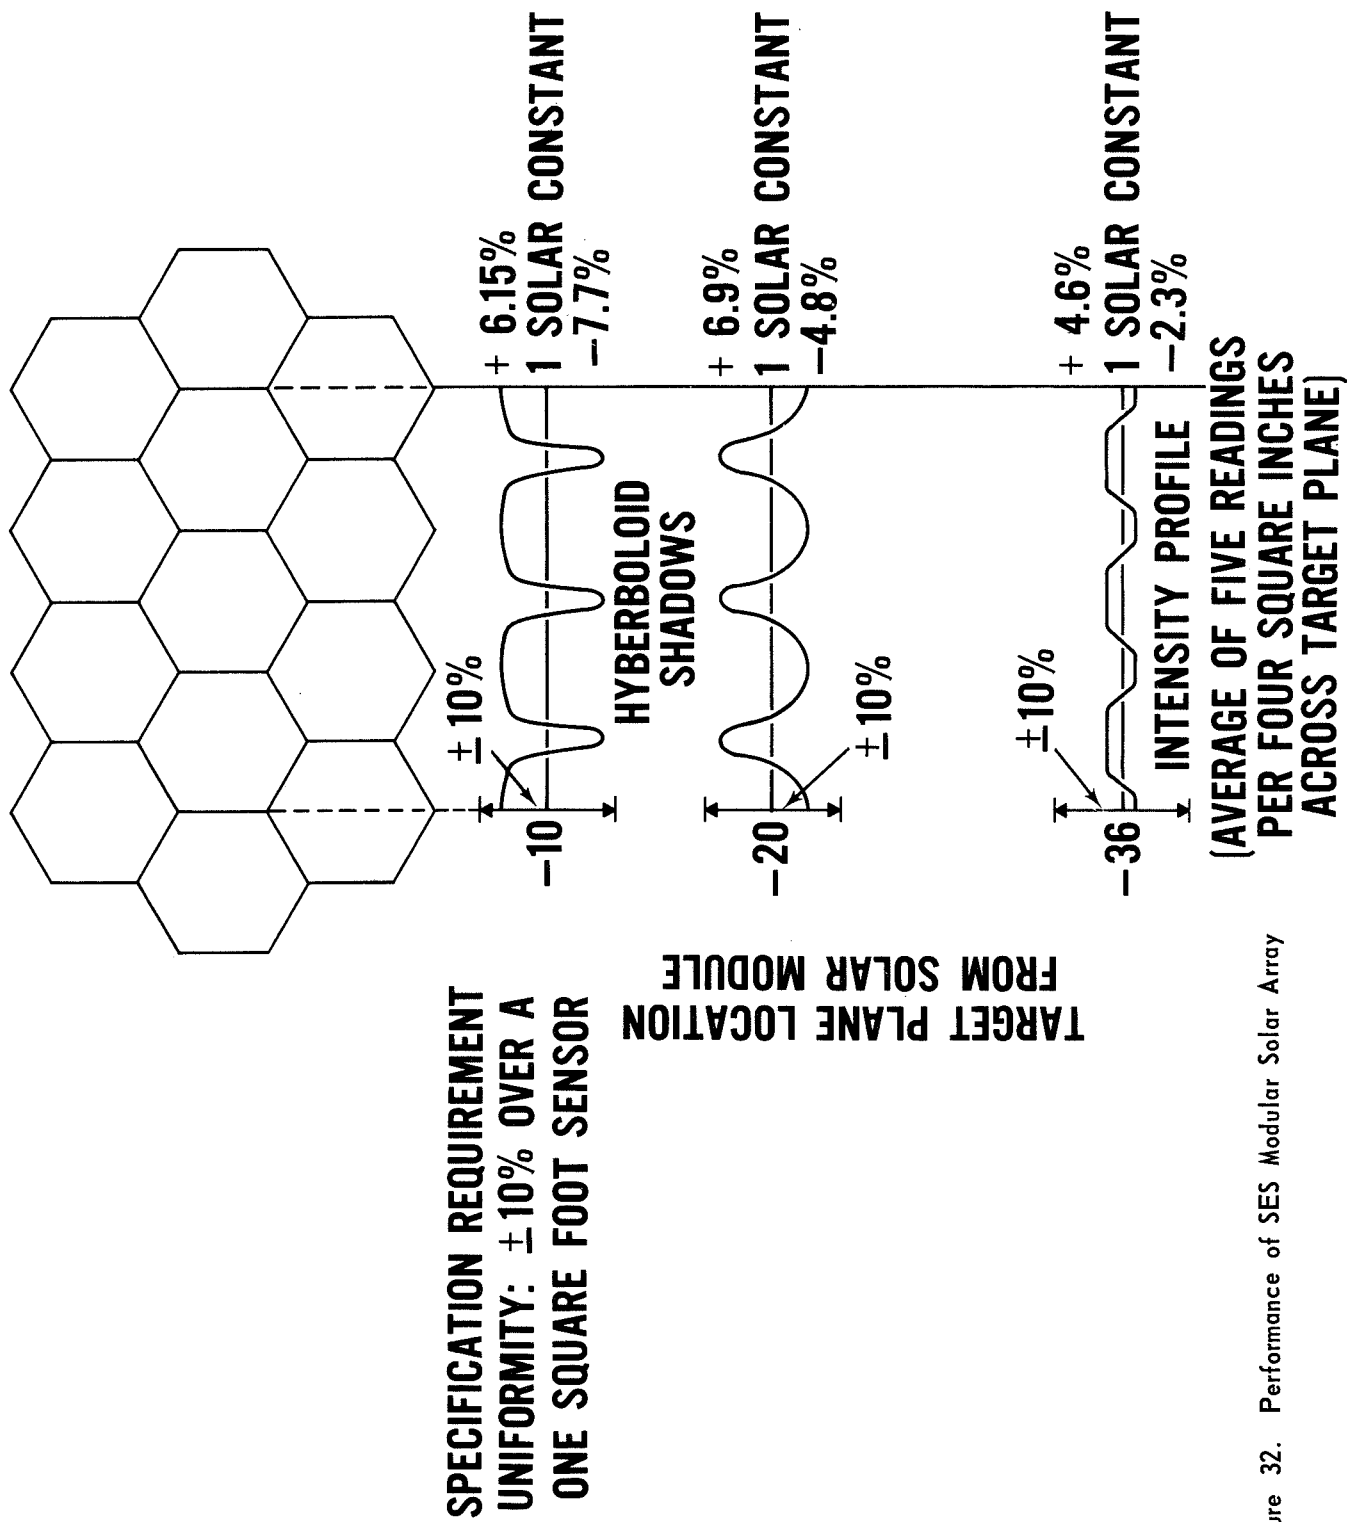 SPECIFICATION REQUIREMENT
UNIFORMITY: ±10% OVER A
ONE SQUARE FOOT SENSOR
TARGET PLANE LOCATION
FROM SOLAR MODULE
−10
±10%
+ 6.15%
1 SOLAR CONSTANT
−7.7%
HYBERBOLOID
SHADOWS
−20
±10%
+ 6.9%
1 SOLAR CONSTANT
−4.8%
−36
±10%
+ 4.6%
1 SOLAR CONSTANT
−2.3%
INTENSITY PROFILE
(AVERAGE OF FIVE READINGS
PER FOUR SQUARE INCHES
ACROSS TARGET PLANE)
ure 32. Performance of SES Modular Solar Array